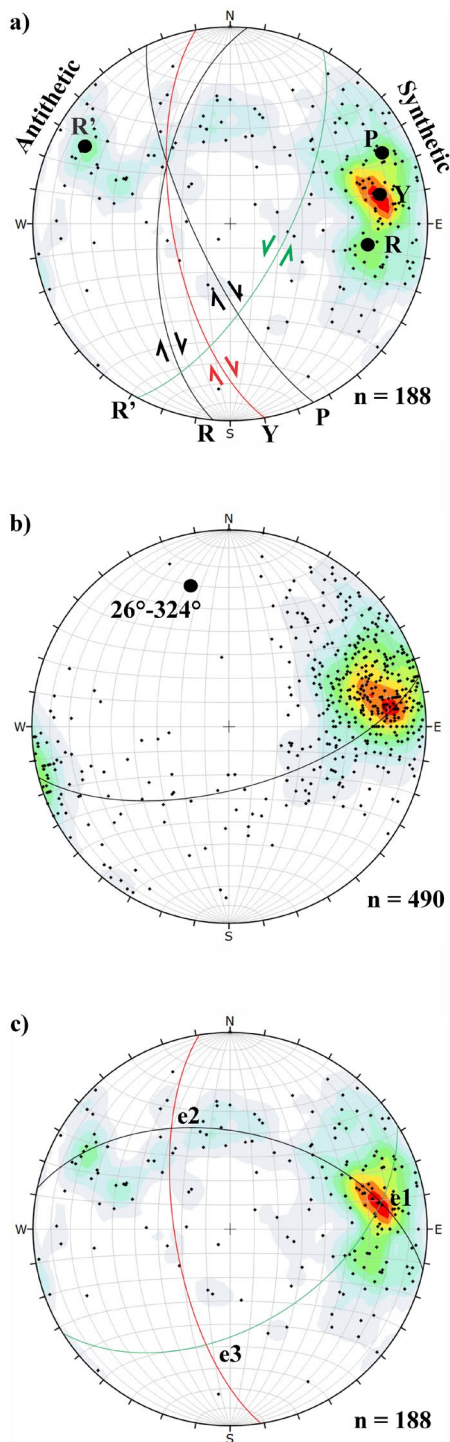 a)
N
Antithetic
Synthetic
R’
P
Y
W
E
R
R’
R
Y
P
S
n = 188
b)
N
26°-324°
W
E
n = 490
S
c)
N
e2
e1
W
E
e3
S
n = 188